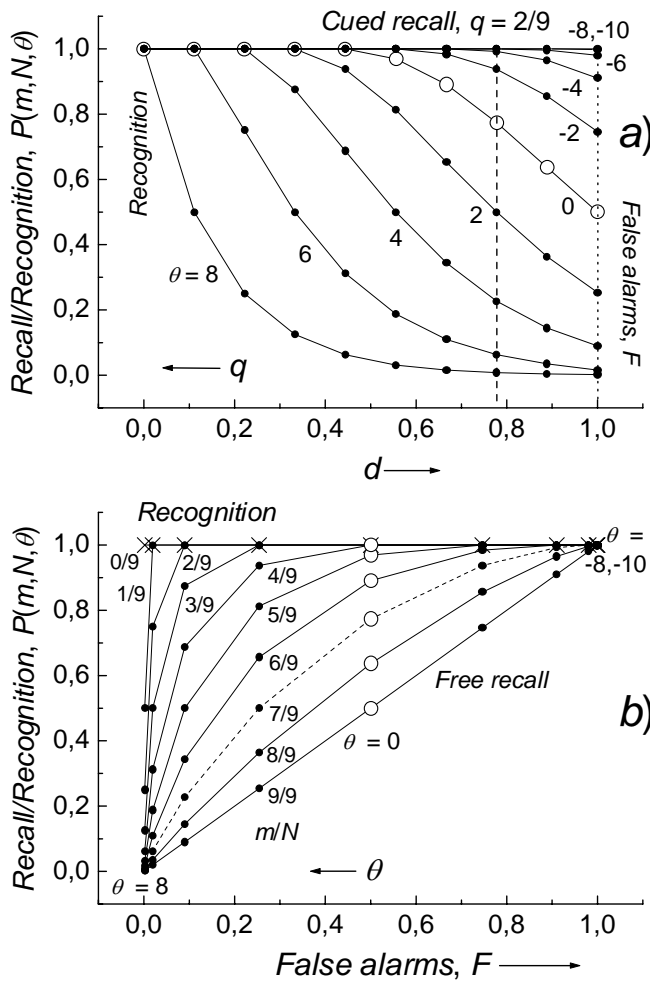 Cued recall, q = 2/9
-8,-10
-6
-4
-2
0
2
4
6
θ = 8
Recognition
False alarms, F
a)
q
Recall/Recognition, P(m,N,θ)
1,0
0,8
0,6
0,4
0,2
0,0
0,0 0,2 0,4 0,6 0,8 1,0
d
Recognition
θ =
-8,-10
0/9
1/9
2/9
3/9
4/9
5/9
6/9
7/9
8/9
9/9
m/N
Free recall
θ = 0
θ
θ = 8
b)
Recall/Recognition, P(m,N,θ)
1,0
0,8
0,6
0,4
0,2
0,0
0,0 0,2 0,4 0,6 0,8 1,0
False alarms, F